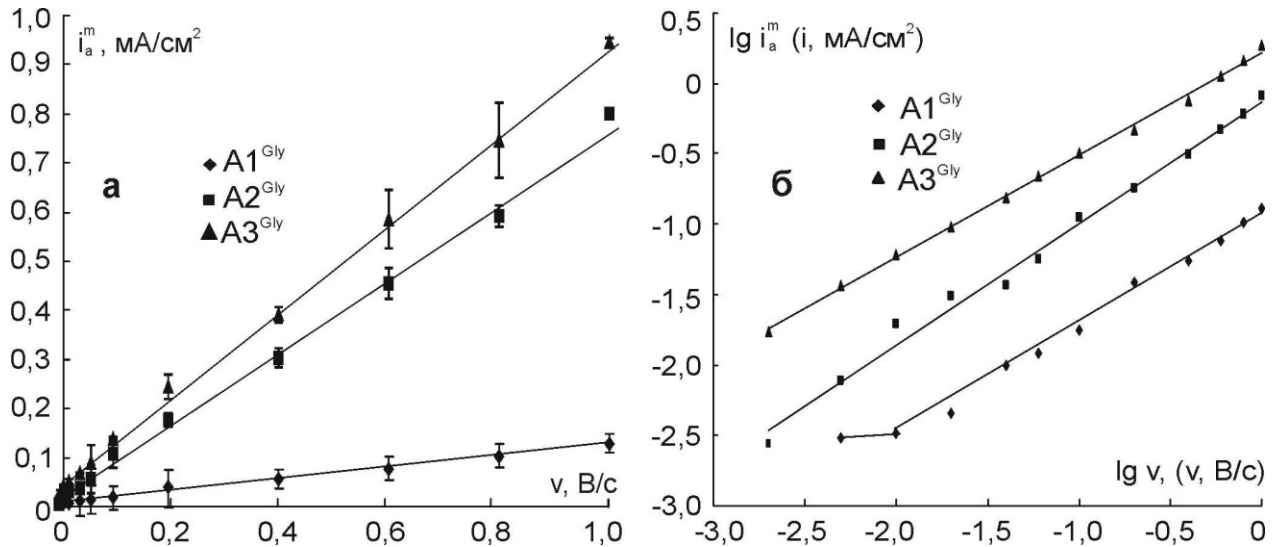 i_a^m , мА/см²
1,0
0,9
0,8
0,7
0,6
0,5
0,4
0,3
0,2
0,1
0
а
A1^Gly
A2^Gly
A3^Gly
v, В/с
0
0,2
0,4
0,6
0,8
1,0
0,5
0
-0,5
-1,0
-1,5
-2,0
-2,5
-3,0
lg i_a^m (i, мА/см²)
A1^Gly
A2^Gly
A3^Gly
б
lg v, (v, В/с)
-3,0
-2,5
-2,0
-1,5
-1,0
-0,5
0